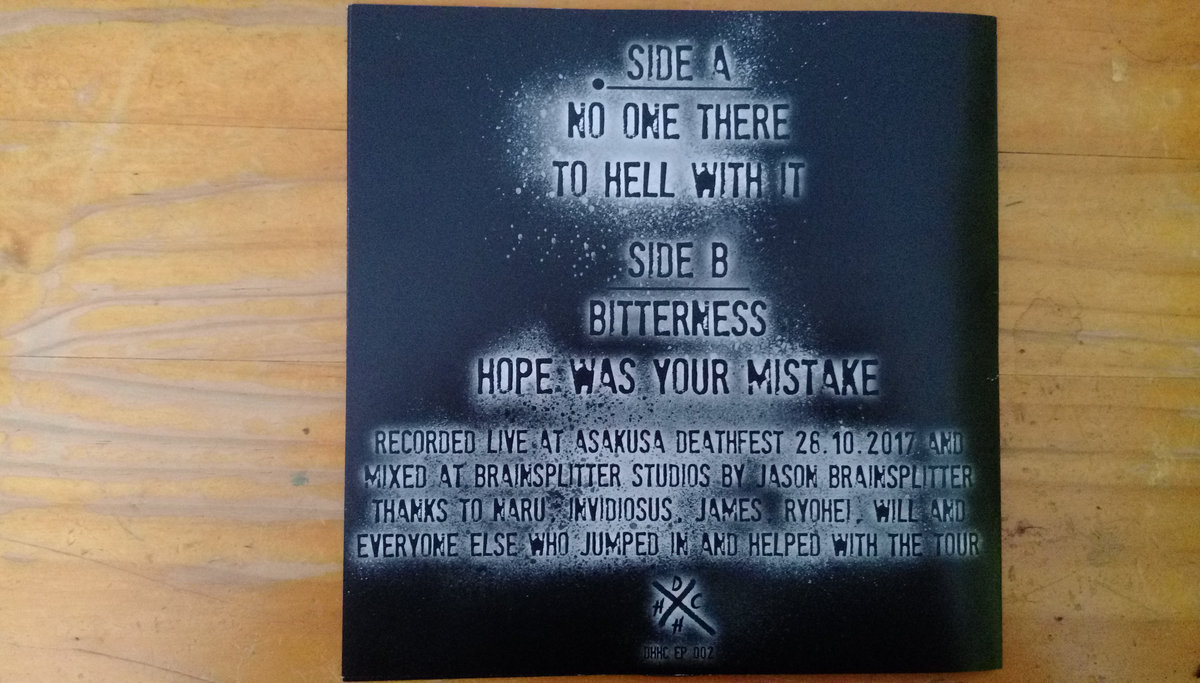 SIDE A
NO ONE THERE
TO HELL WITH IT
SIDE B
BITTERNESS
HOPE WAS YOUR MISTAKE
RECORDED LIVE AT ASAKUSA DEATHFEST 28.10.2017 AND
MIXED AT BRAINSPLITTER STUDIOS BY JASON BRAINSPLITTER
THANKS TO NARU, INVIDIOSUS, JAMES, RYOHEI, WILL AND
EVERYONE ELSE WHO JUMPED IN AND HELPED WITH THE TOUR
D
H C
H
DHHC EP 002